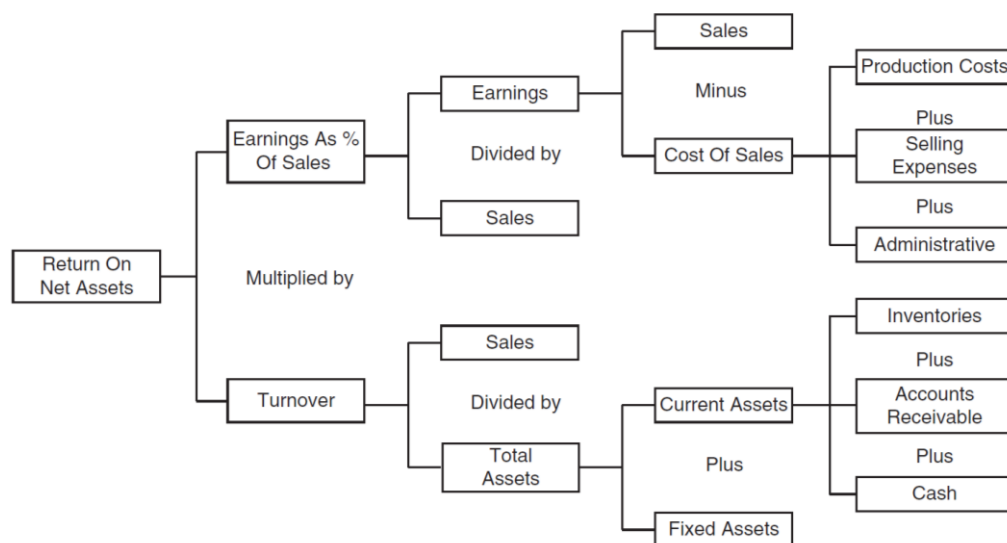 Sales
Production Costs
Earnings
Minus
Plus
Earnings As %
Of Sales
Divided by
Cost Of Sales
Selling
Expenses
Sales
Plus
Administrative
Return On
Net Assets
Multiplied by
Inventories
Sales
Plus
Turnover
Divided by
Current Assets
Accounts
Receivable
Total
Assets
Plus
Plus
Cash
Fixed Assets